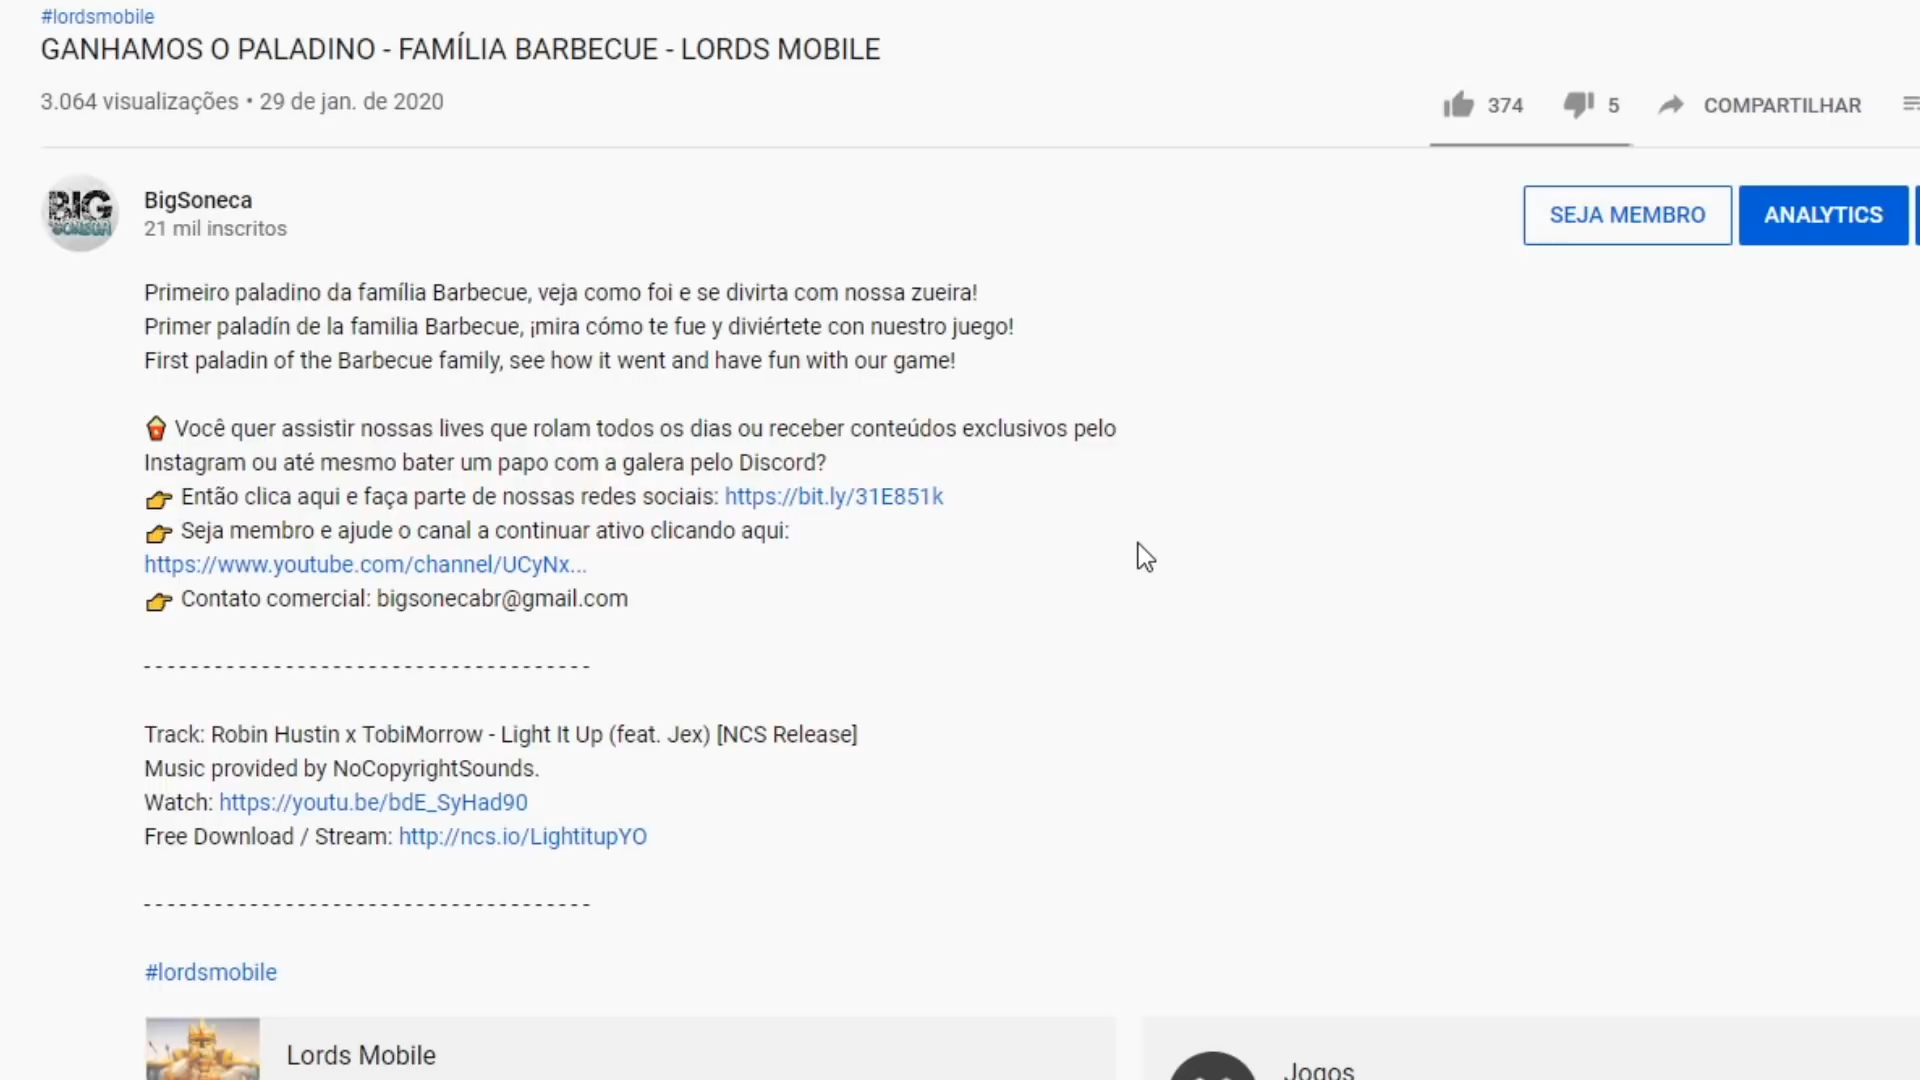 #lordsmobile
GANHAMOS O PALADINO - FAMÍLIA BARBECUE - LORDS MOBILE
3.064 visualizações • 29 de jan. de 2020
374 5 COMPARTILHAR
BIG
BigSoneca
21 mil inscritos
SEJA MEMBRO ANALYTICS
Primeiro paladino da família Barbecue, veja como foi e se divirta com nossa zueira!
Primer paladín de la familia Barbecue, ¡mira cómo te fue y diviértete con nuestro juego!
First paladin of the Barbecue family, see how it went and have fun with our game!
🍿 Você quer assistir nossas lives que rolam todos os dias ou receber conteúdos exclusivos pelo
Instagram ou até mesmo bater um papo com a galera pelo Discord?
👉 Então clica aqui e faça parte de nossas redes sociais: https://bit.ly/31E851k
👉 Seja membro e ajude o canal a continuar ativo clicando aqui:
https://www.youtube.com/channel/UCyNx...
👉 Contato comercial: bigsonecabr@gmail.com
- - - - - - - - - - - - - - - - - - - - - - - - - - - - - - - - - - - - - -
Track: Robin Hustin x TobiMorrow - Light It Up (feat. Jex) [NCS Release]
Music provided by NoCopyrightSounds.
Watch: https://youtu.be/bdE_SyHad90
Free Download / Stream: http://ncs.io/LightitupYO
- - - - - - - - - - - - - - - - - - - - - - - - - - - - - - - - - - - - - -
#lordsmobile
Lords Mobile
Jogos